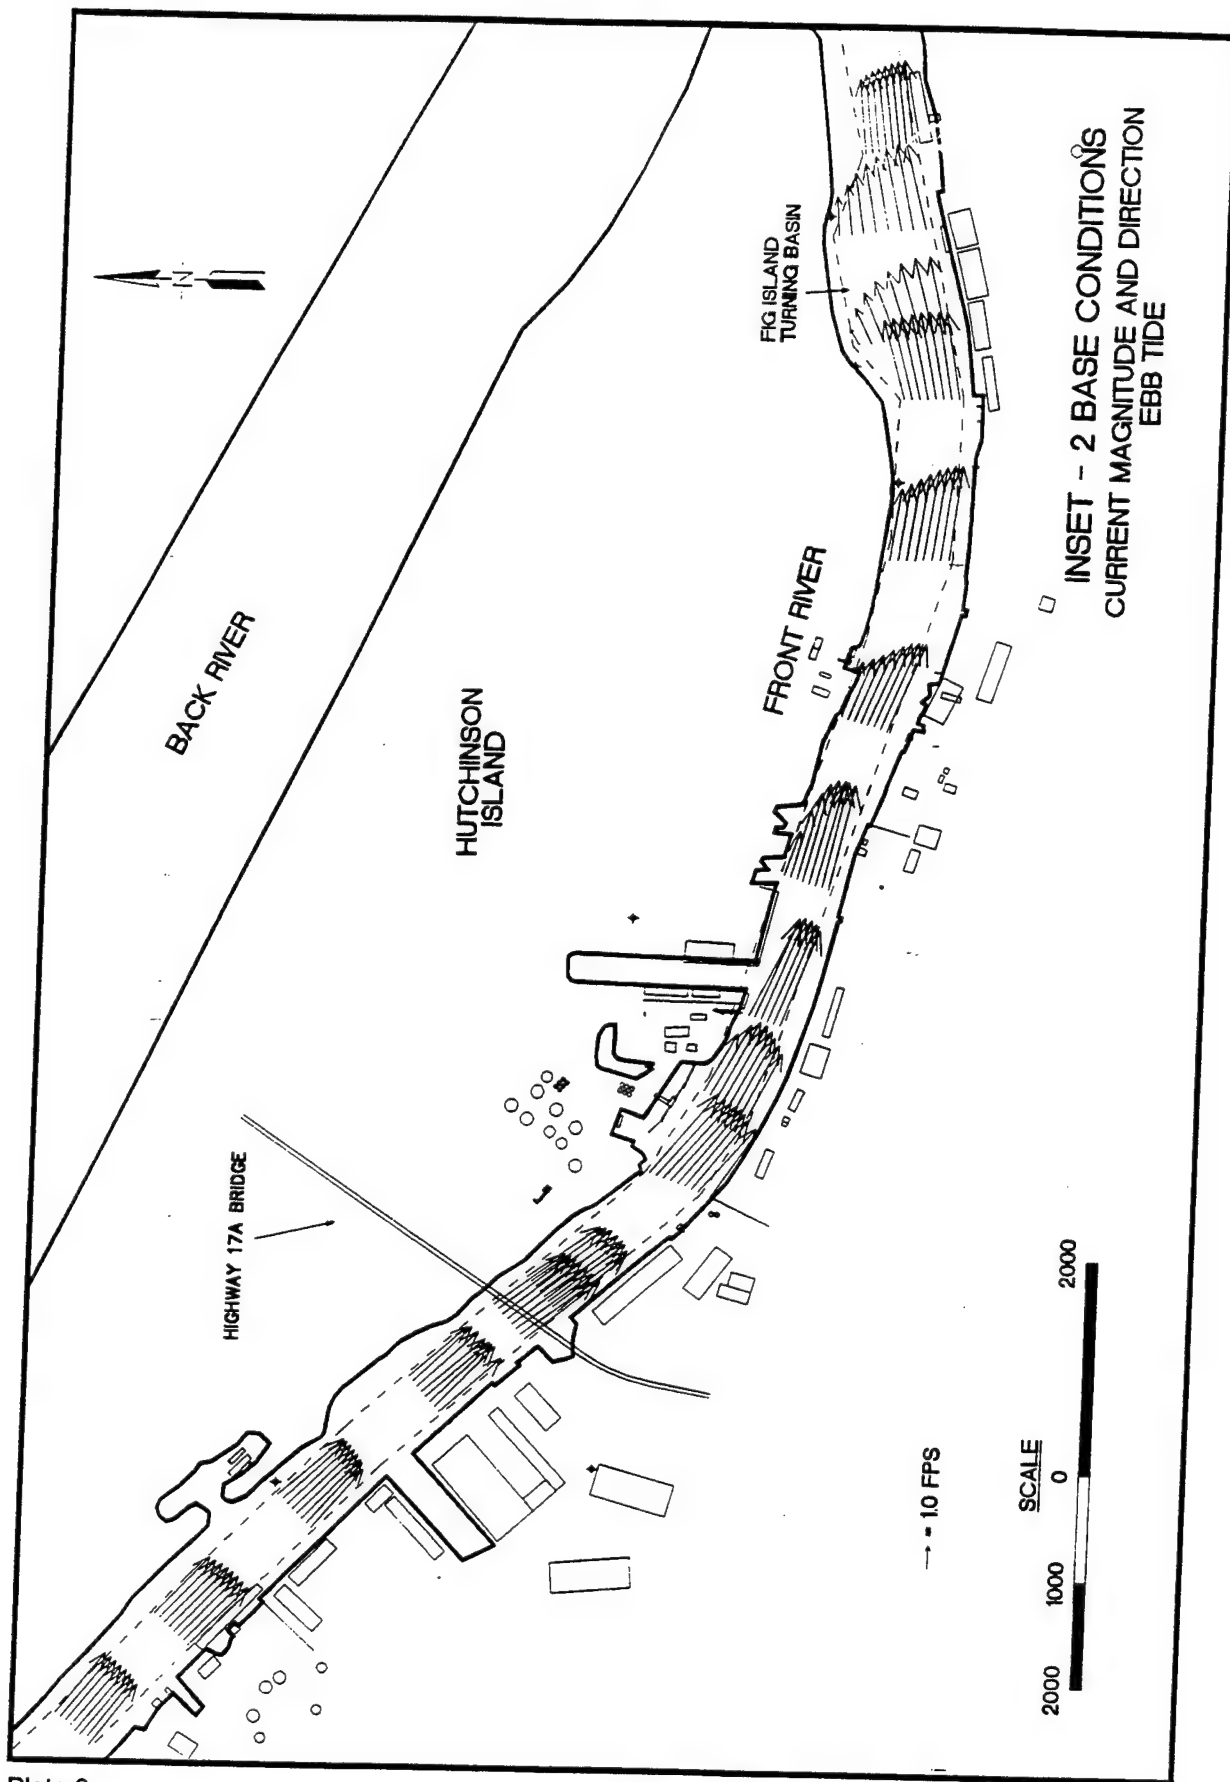 BACK RIVER
N
HUTCHINSON
ISLAND
FIG ISLAND
TURNING BASIN
FRONT RIVER
HIGHWAY 17A BRIDGE
INSET - 2 BASE CONDITIONS
CURRENT MAGNITUDE AND DIRECTION
EBB TIDE
→ = 1.0 FPS
SCALE
2000 1000 0 2000